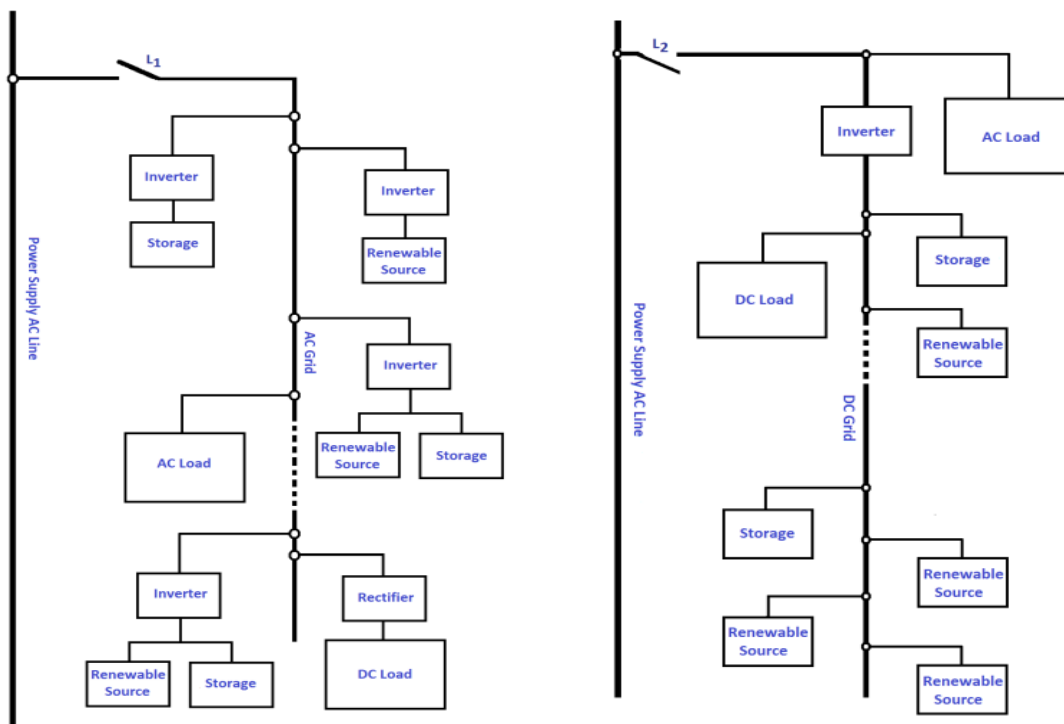 L1
Inverter
Storage
Inverter
Renewable
Source
Power Supply AC Line
AC Grid
Inverter
Renewable
Source
Storage
AC Load
Inverter
Renewable
Source
Storage
Rectifier
DC Load
L2
Inverter
AC Load
Storage
DC Load
Renewable
Source
Power Supply AC Line
DC Grid
Storage
Renewable
Source
Renewable
Source
Renewable
Source